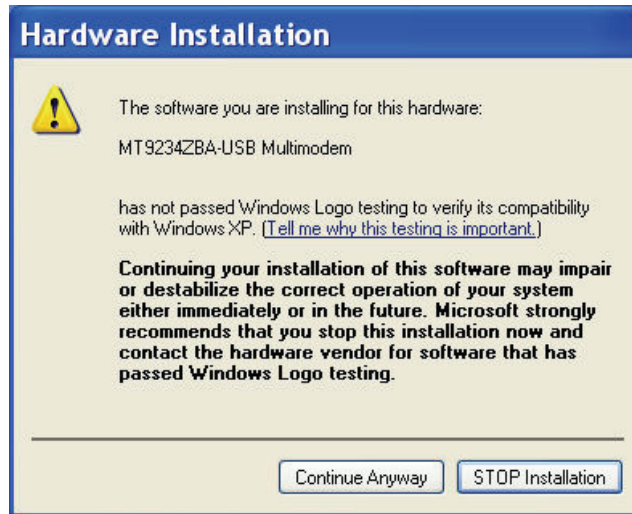 Hardware Installation
The software you are installing for this hardware:
MT9234ZBA-USB Multimodem
has not passed Windows Logo testing to verify its compatibility
with Windows XP. (Tell me why this testing is important.)
Continuing your installation of this software may impair
or destabilize the correct operation of your system
either immediately or in the future. Microsoft strongly
recommends that you stop this installation now and
contact the hardware vendor for software that has
passed Windows Logo testing.
Continue Anyway
STOP Installation